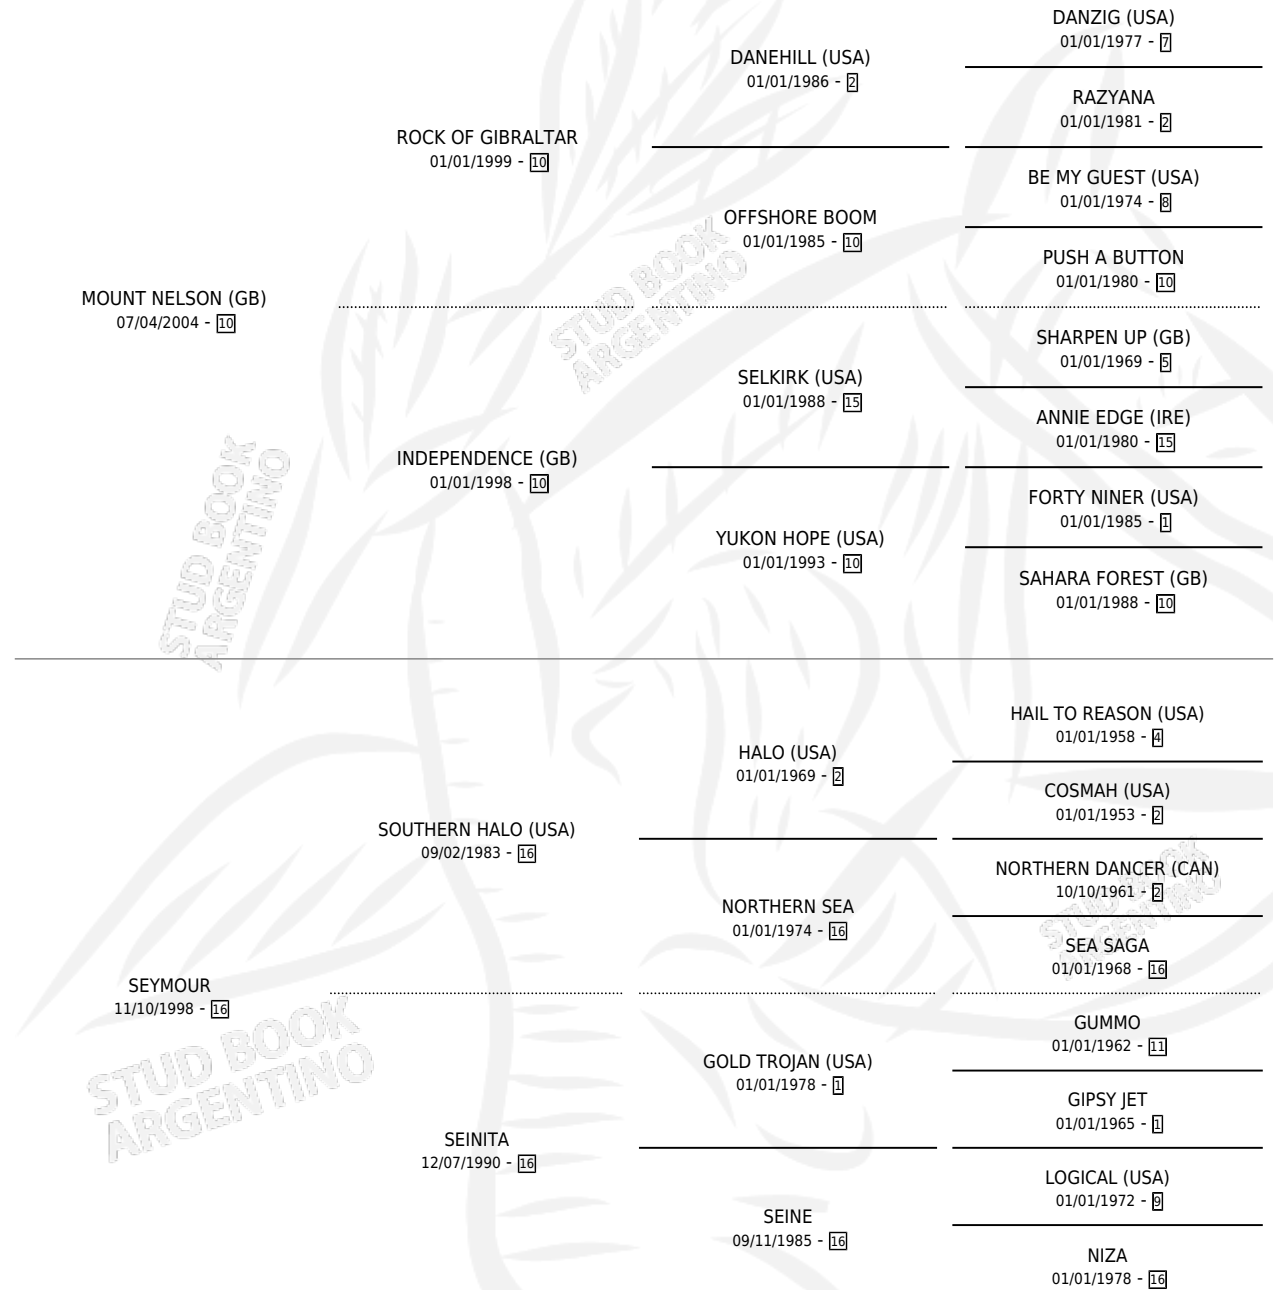 DANZIG (USA)
01/01/1977 - 7
DANEHILL (USA)
01/01/1986 - 2
RAZYANA
01/01/1981 - 2
ROCK OF GIBRALTAR
01/01/1999 - 10
BE MY GUEST (USA)
01/01/1974 - 8
OFFSHORE BOOM
01/01/1985 - 10
PUSH A BUTTON
01/01/1980 - 10
MOUNT NELSON (GB)
07/04/2004 - 10
SHARPEN UP (GB)
01/01/1969 - 5
SELKIRK (USA)
01/01/1988 - 15
ANNIE EDGE (IRE)
01/01/1980 - 15
INDEPENDENCE (GB)
01/01/1998 - 10
FORTY NINER (USA)
01/01/1985 - 1
YUKON HOPE (USA)
01/01/1993 - 10
SAHARA FOREST (GB)
01/01/1988 - 10
HAIL TO REASON (USA)
01/01/1958 - 4
HALO (USA)
01/01/1969 - 2
COSMAH (USA)
01/01/1953 - 2
SOUTHERN HALO (USA)
09/02/1983 - 16
NORTHERN DANCER (CAN)
10/10/1961 - 2
NORTHERN SEA
01/01/1974 - 16
SEA SAGA
01/01/1968 - 16
SEYMOUR
11/10/1998 - 16
GUMMO
01/01/1962 - 11
GOLD TROJAN (USA)
01/01/1978 - 1
GIPSY JET
01/01/1965 - 1
SEINITA
12/07/1990 - 16
LOGICAL (USA)
01/01/1972 - 9
SEINE
09/11/1985 - 16
NIZA
01/01/1978 - 16
STUD BOOK
ARGENTINO
STUD BOOK
ARGENTINO
STUD BOOK
ARGENTINO
STUD BOOK
ARGENTINO